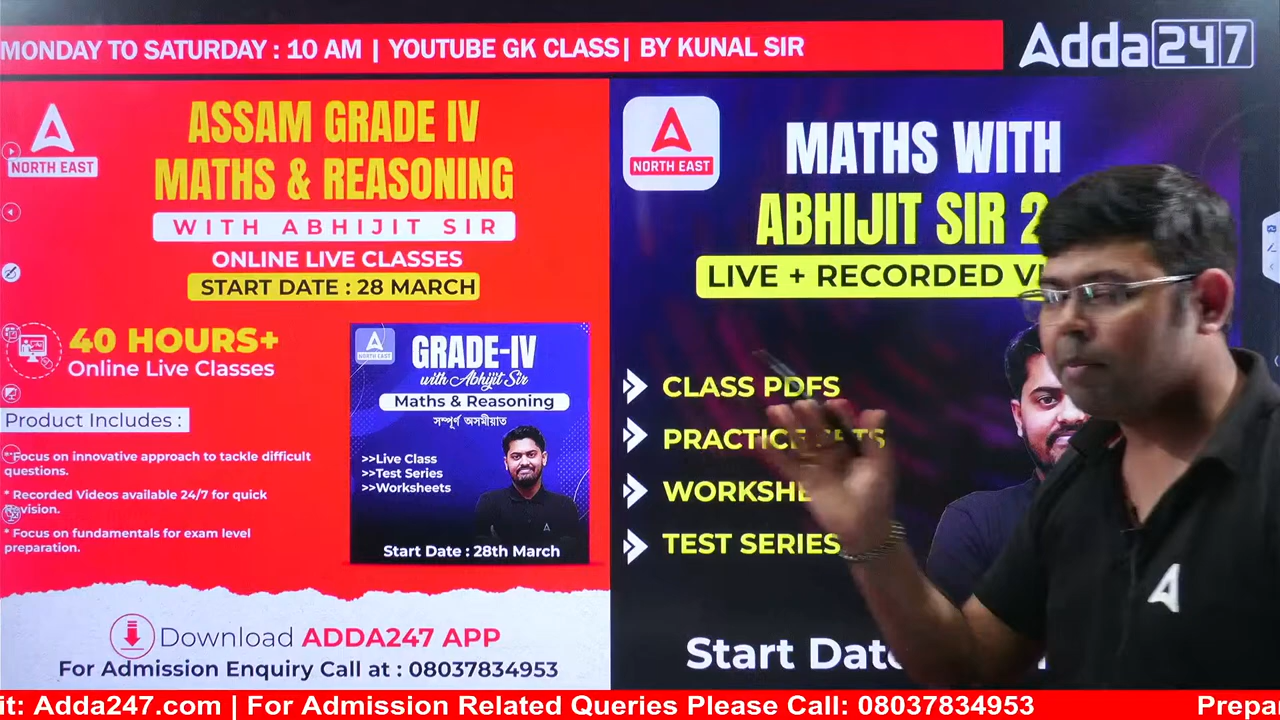 MONDAY TO SATURDAY : 10 AM | YOUTUBE GK CLASS| BY KUNAL SIR
Adda247
NORTH EAST
ASSAM GRADE IV
MATHS & REASONING
WITH ABHIJIT SIR
ONLINE LIVE CLASSES
START DATE : 28 MARCH
40 HOURS+
Online Live Classes
Product Includes :
Focus on innovative approach to tackle difficult
questions.
* Recorded Videos available 24/7 for quick
Revision.
* Focus on fundamentals for exam level
preparation.
NORTH EAST
GRADE-IV
with Abhijit Sir
Maths & Reasoning
সম্পূৰ্ণ অসমীয়াত
>>Live Class
>>Test Series
>>Worksheets
Start Date : 28th March
Download ADDA247 APP
For Admission Enquiry Call at : 08037834953
NORTH EAST
MATHS WITH
ABHIJIT SIR 2
LIVE + RECORDED
CLASS PDFS
PRACTICE SETS
TEST SERIES
Start
it: Adda247.com | For Admission Related Queries Please Call: 08037834953 Prepa